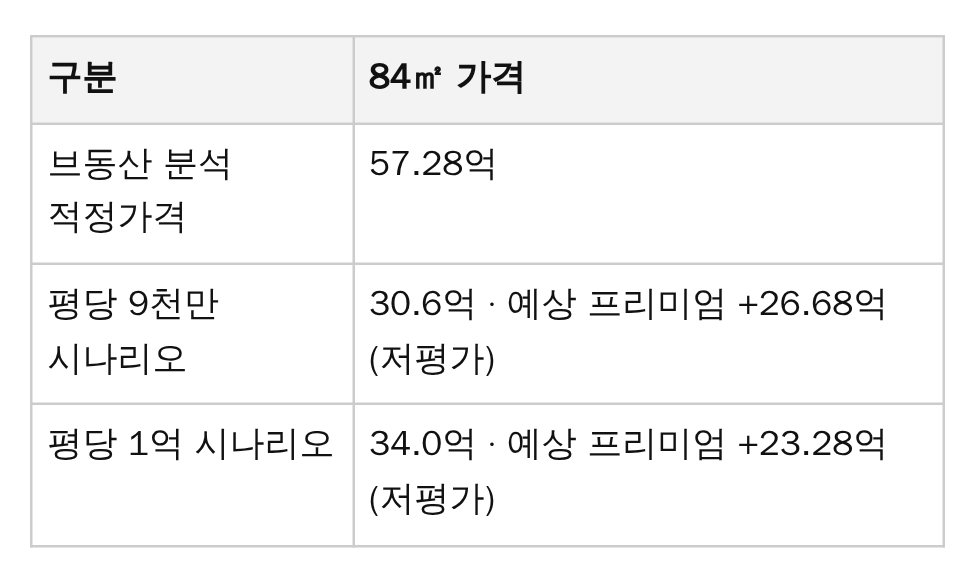 구분
84㎡ 가격
브동산 분석
적정가격
57.28억
평당 9천만
시나리오
30.6억 · 예상 프리미엄 +26.68억
(저평가)
평당 1억 시나리오
34.0억 · 예상 프리미엄 +23.28억
(저평가)